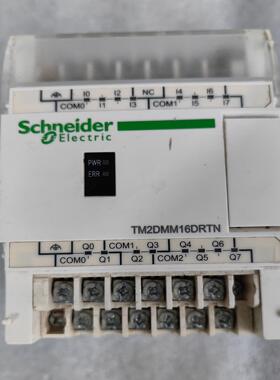 I0 I2 NC I4 I6
COM0 I1 I3 COM1 I5 I7
Schneider
Electric
PWR
ERR
TM2DMM16DRTN
Q0 COM1 Q3 Q4 Q6
COM0 Q1 Q2 COM2 Q5 Q7